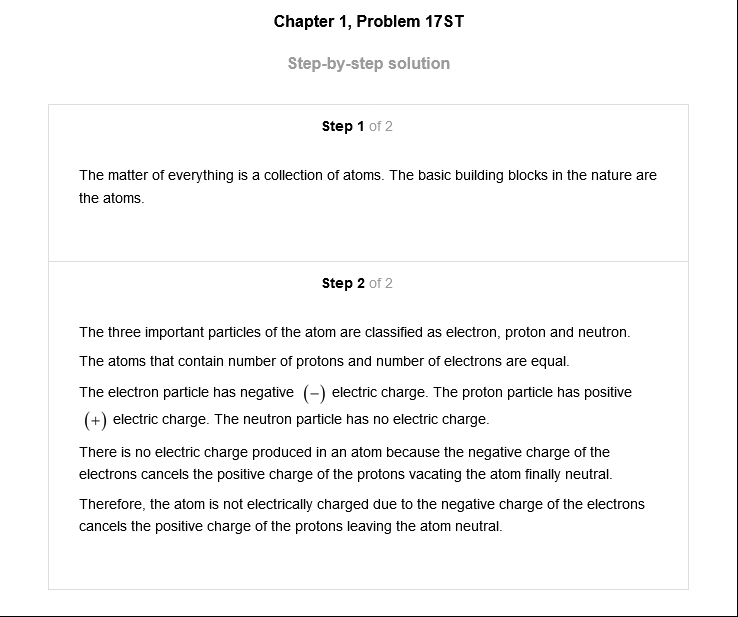 Chapter 1, Problem 17ST
Step-by-step solution
Step 1 of 2
The matter of everything is a collection of atoms. The basic building blocks in the nature are
the atoms.
Step 2 of 2
The three important particles of the atom are classified as electron, proton and neutron.
The atoms that contain number of protons and number of electrons are equal.
The electron particle has negative (−) electric charge. The proton particle has positive
(+) electric charge. The neutron particle has no electric charge.
There is no electric charge produced in an atom because the negative charge of the
electrons cancels the positive charge of the protons vacating the atom finally neutral.
Therefore, the atom is not electrically charged due to the negative charge of the electrons
cancels the positive charge of the protons leaving the atom neutral.